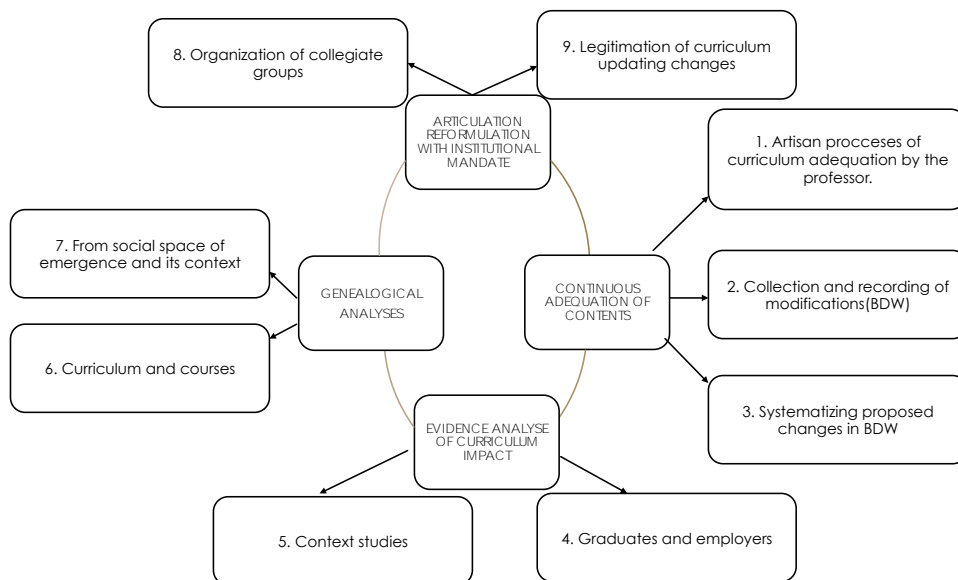 8. Organization of collegiate
groups
9. Legitimation of curriculum
updating changes
ARTICULATION
REFORMULATION
WITH INSTITUTIONAL
MANDATE
1. Artisan procceses of
curriculum adequation by the
professor.
7. From social space of
emergence and its context
GENEALOGICAL
ANALYSES
CONTINUOUS
ADEQUATION OF
CONTENTS
2. Collection and recording of
modifications(BDW)
6. Curriculum and courses
3. Systematizing proposed
changes in BDW
EVIDENCE ANALYSE
OF CURRICULUM
IMPACT
5. Context studies
4. Graduates and employers